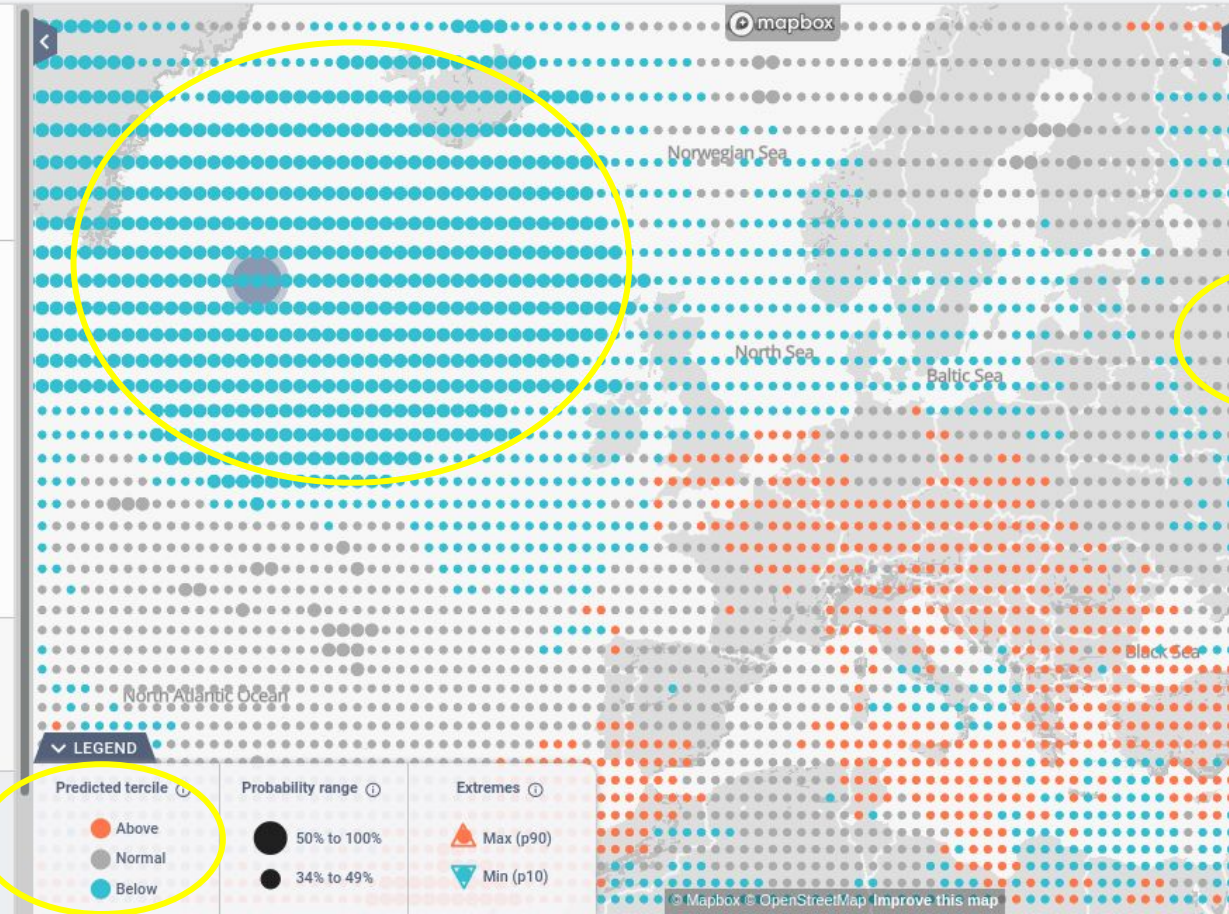 mapbox
Norwegian Sea
North Sea
Baltic Sea
Black Sea
North Atlantic Ocean
LEGEND
Predicted tercile
Above
Normal
Below
Probability range
50% to 100%
34% to 49%
Extremes
Max (p90)
Min (p10)
© Mapbox © OpenStreetMap Improve this map